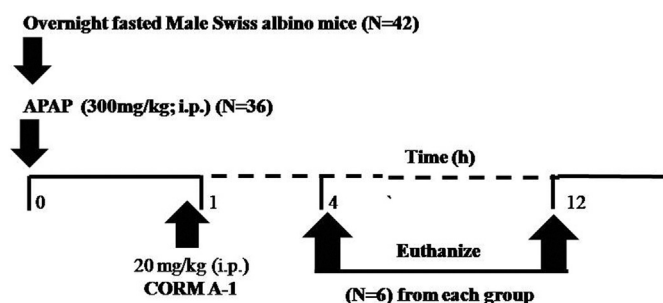 Overnight fasted Male Swiss albino mice (N=42)
APAP (300mg/kg; i.p.) (N=36)
Time (h)
0 1 4 ` 12
20 mg/kg (i.p.) Euthanize
CORM A-1
(N=6) from each group